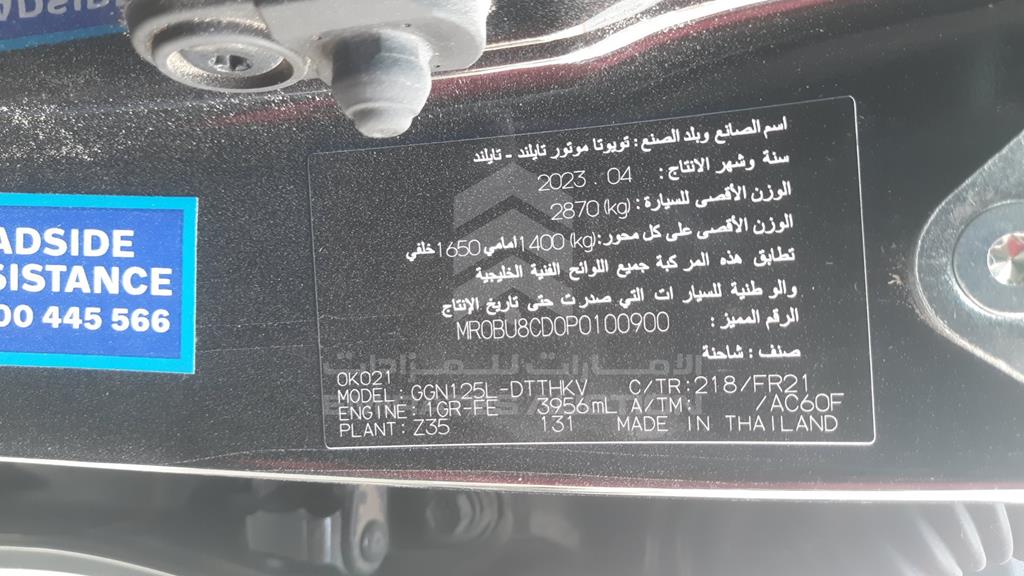 ADSIDE
SISTANCE
00 445 566
اسم الصانع وبلد الصنع : تويوتا موتور تايلند - تايلند
سنة وشهر الانتاج : 2023 . 04
الوزن الأقصى للسيارة : 2870 (kg)
الوزن الأقصى على كل محور: (kg) 1400 امامي 1650 خلفي
تطابق هذه المركبة جميع اللوائح الفنية الخليجية
والوطنية للسيارات التي صدرت حتى تاريخ الإنتاج
الرقم المميز : MR0BU8CD0P0100900
صنف : شاحنة
الامارات للمزادات
0K021
MODEL: GGN125L-DTTHKV C/TR: 218/FR21
ENGINE: 1GR-FE 3956mL A/TM: /AC60F
PLANT: Z35 131 MADE IN THAILAND